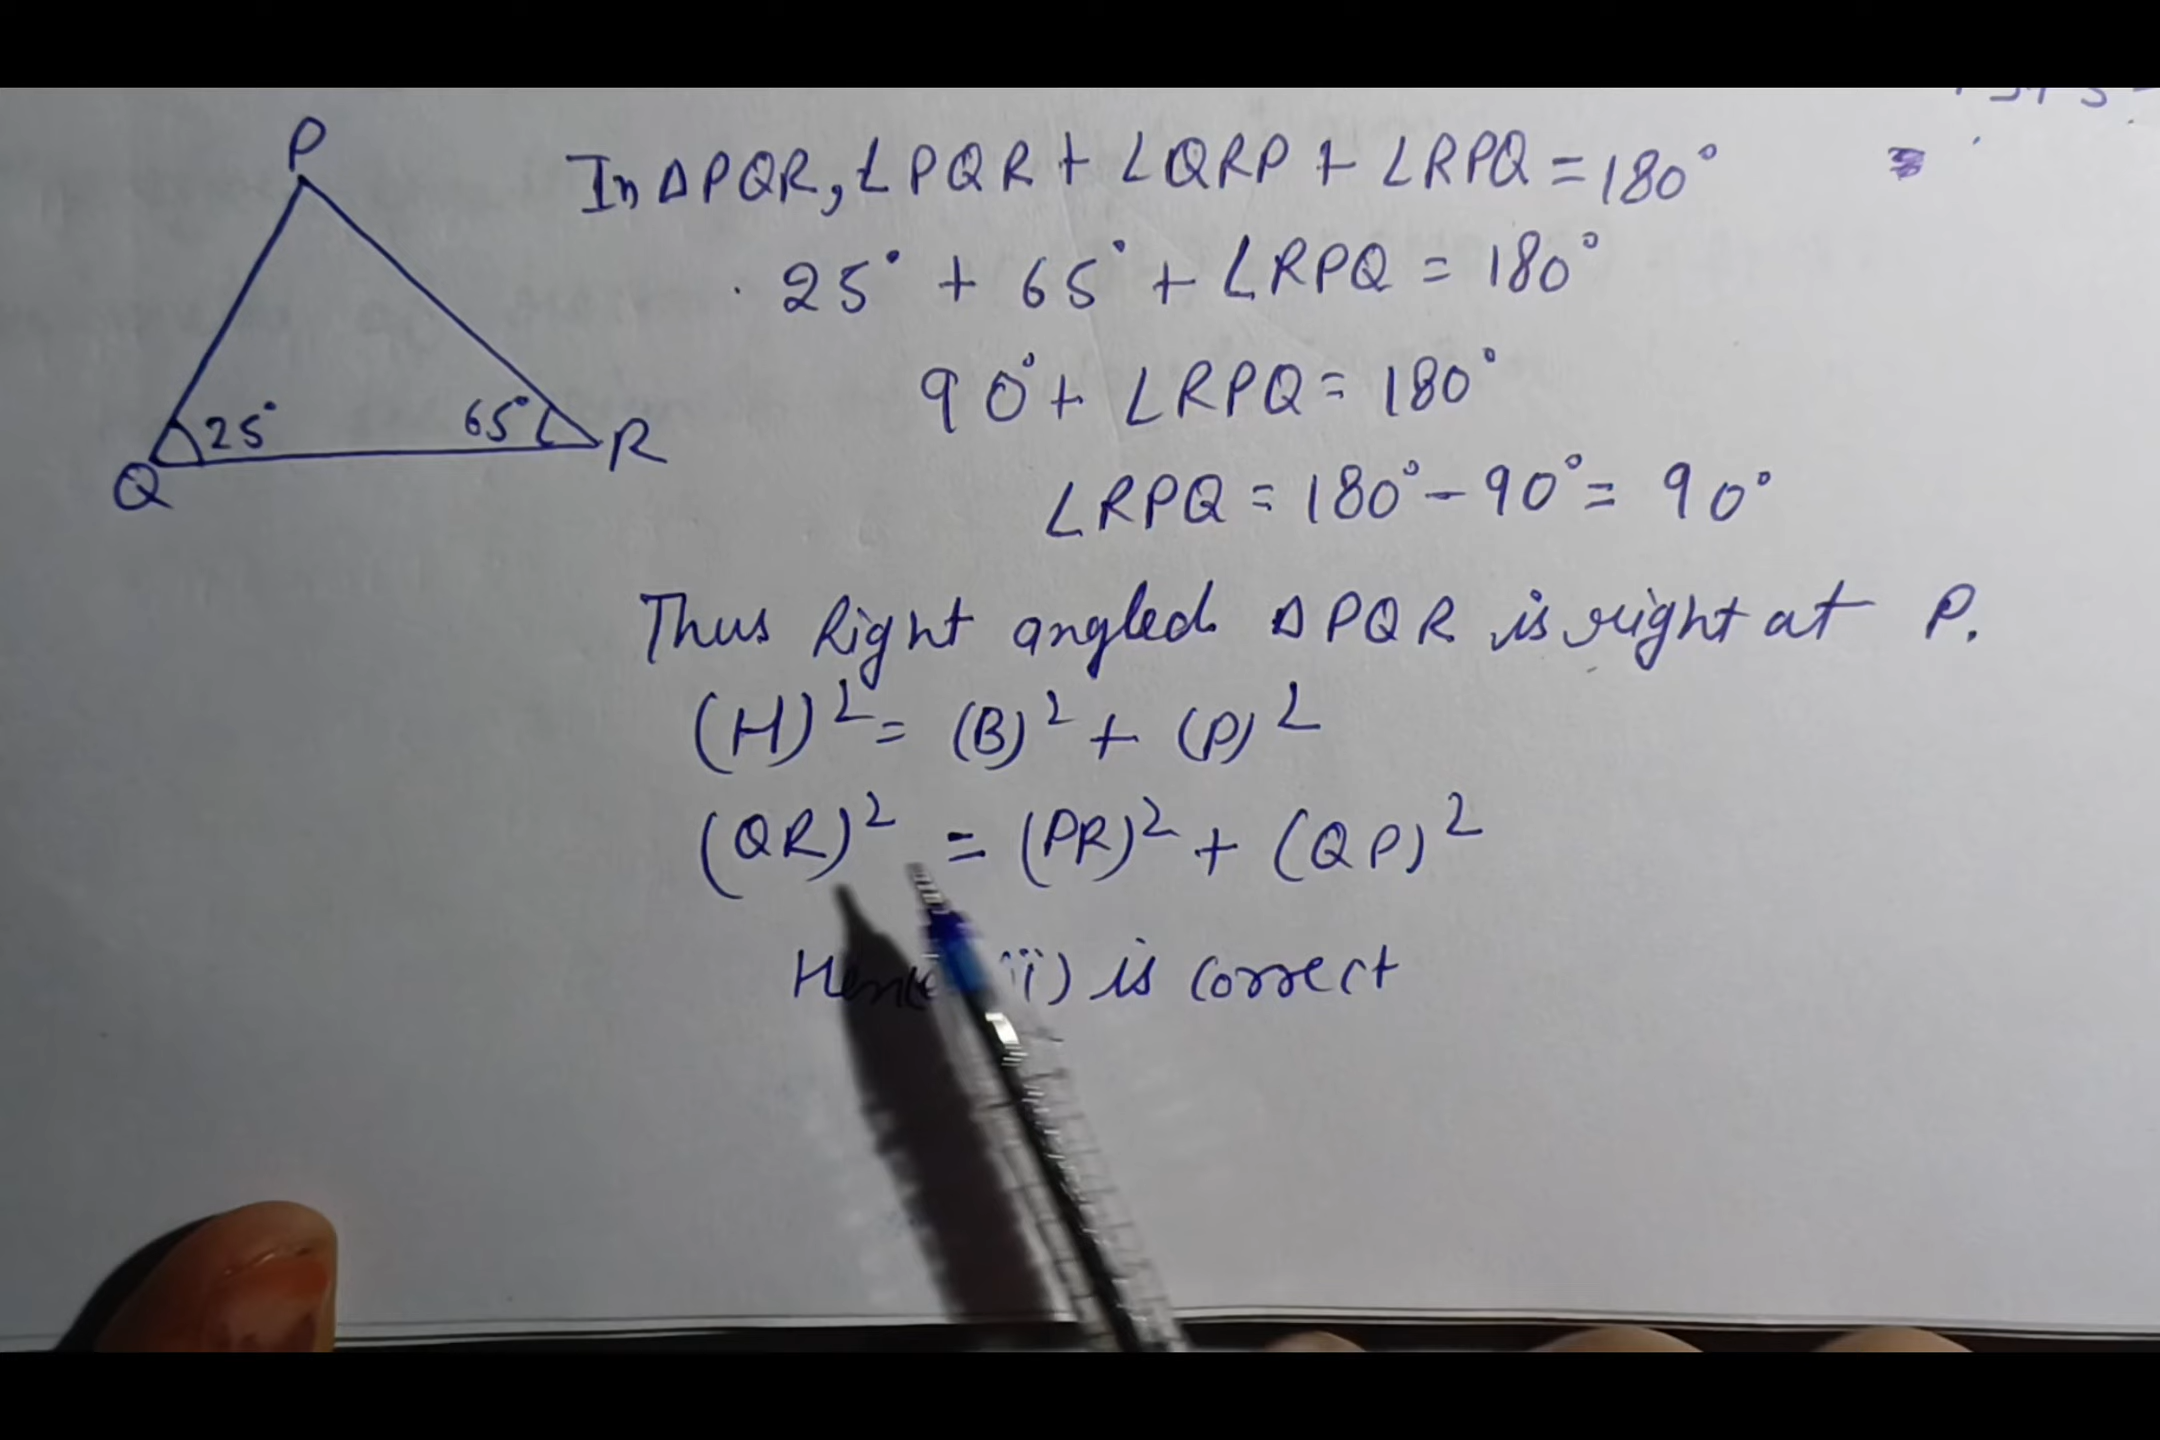 P
In ΔPQR, ∠PQR + ∠QRP + ∠RPQ = 180°
25° + 65° + ∠RPQ = 180°
90° + ∠RPQ = 180°
25° 65°
Q R
∠RPQ = 180° - 90° = 90°
Thus Right angled ΔPQR is right at P.
(H)² = (B)² + (P)²
(QR)² = (PR)² + (QP)²
is correct